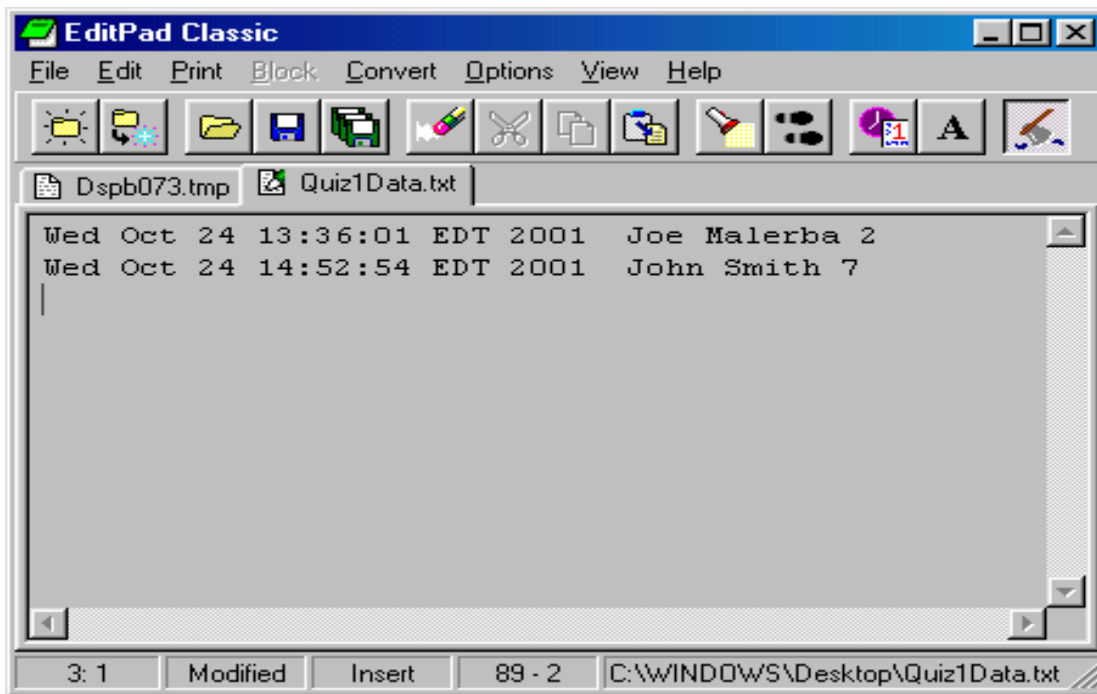 EditPad Classic
File Edit Print Block Convert Options View Help
1 A
Dspb073.tmp Quiz1Data.txt
Wed Oct 24 13:36:01 EDT 2001 Joe Malerba 2
Wed Oct 24 14:52:54 EDT 2001 John Smith 7
3: 1 Modified Insert 89 - 2 C:\WINDOWS\Desktop\Quiz1Data.txt